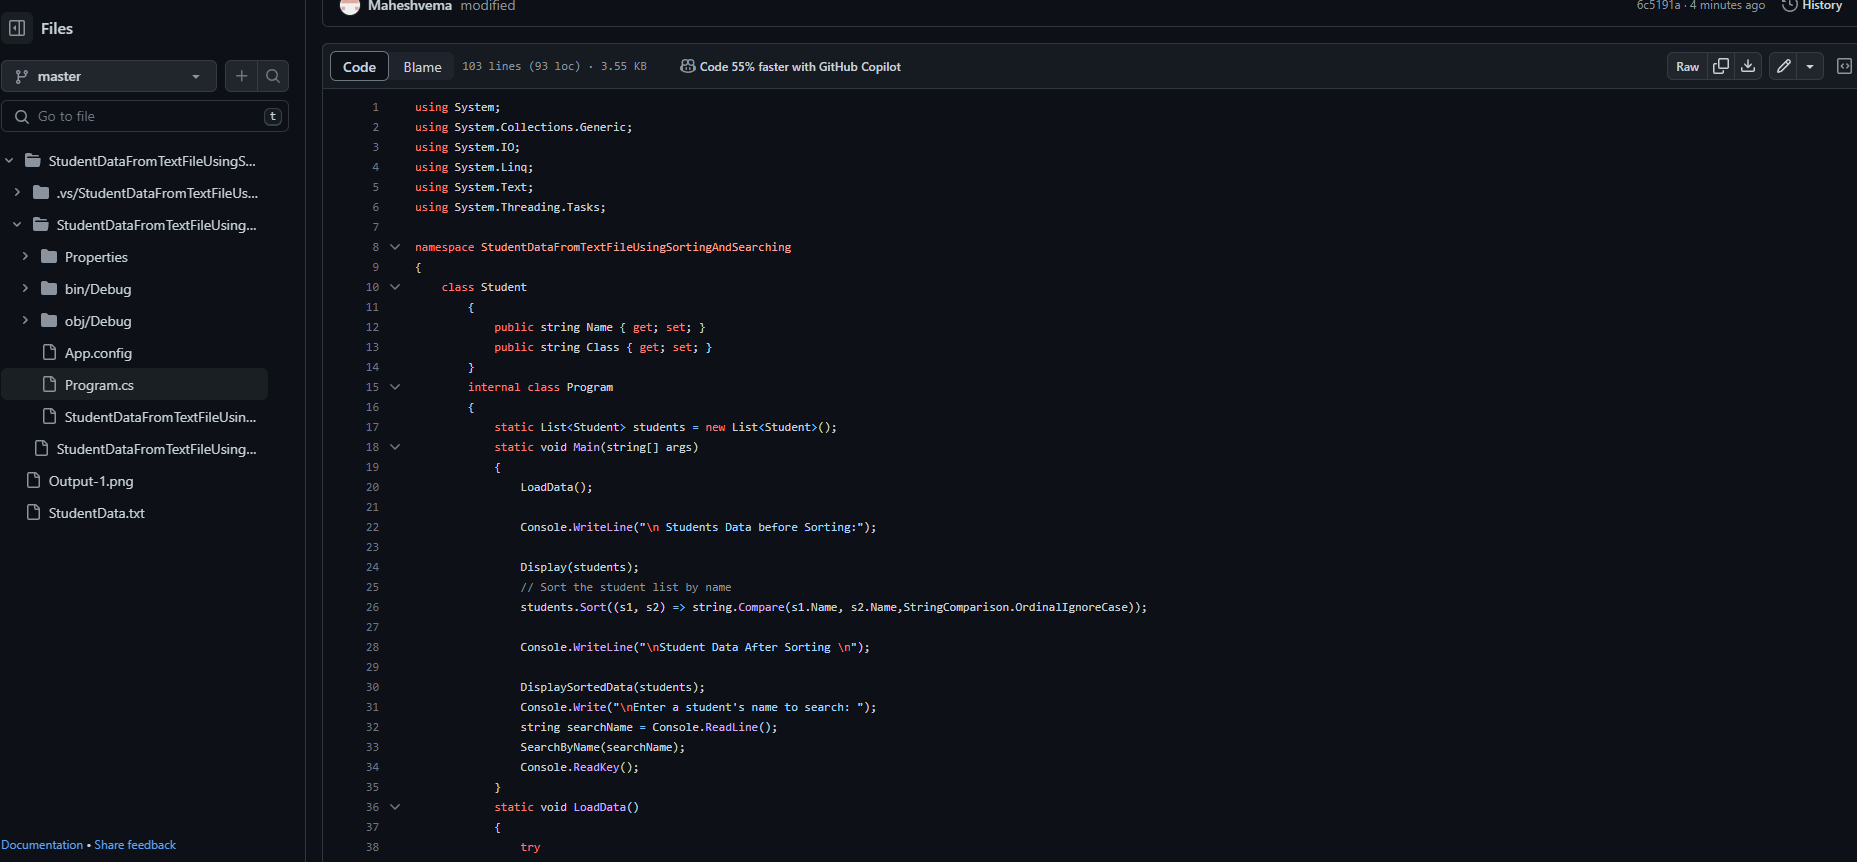 Maheshvema modified
6c5191a · 4 minutes ago
History
Files
master
Go to file
t
StudentDataFromTextFileUsingS...
.vs/StudentDataFromTextFileUs...
StudentDataFromTextFileUsing...
Properties
bin/Debug
obj/Debug
App.config
Program.cs
StudentDataFromTextFileUsin...
StudentDataFromTextFileUsing...
Output-1.png
StudentData.txt
Documentation • Share feedback
Code
Blame
103 lines (93 loc) · 3.55 KB
Code 55% faster with GitHub Copilot
Raw
1 using System;
2 using System.Collections.Generic;
3 using System.IO;
4 using System.Linq;
5 using System.Text;
6 using System.Threading.Tasks;
7
8 namespace StudentDataFromTextFileUsingSortingAndSearching
9 {
10 class Student
11 {
12 public string Name { get; set; }
13 public string Class { get; set; }
14 }
15 internal class Program
16 {
17 static List<Student> students = new List<Student>();
18 static void Main(string[] args)
19 {
20 LoadData();
21
22 Console.WriteLine("\n Students Data before Sorting:");
23
24 Display(students);
25 // Sort the student list by name
26 students.Sort((s1, s2) => string.Compare(s1.Name, s2.Name,StringComparison.OrdinalIgnoreCase));
27
28 Console.WriteLine("\nStudent Data After Sorting \n");
29
30 DisplaySortedData(students);
31 Console.Write("\nEnter a student's name to search: ");
32 string searchName = Console.ReadLine();
33 SearchByName(searchName);
34 Console.ReadKey();
35 }
36 static void LoadData()
37 {
38 try